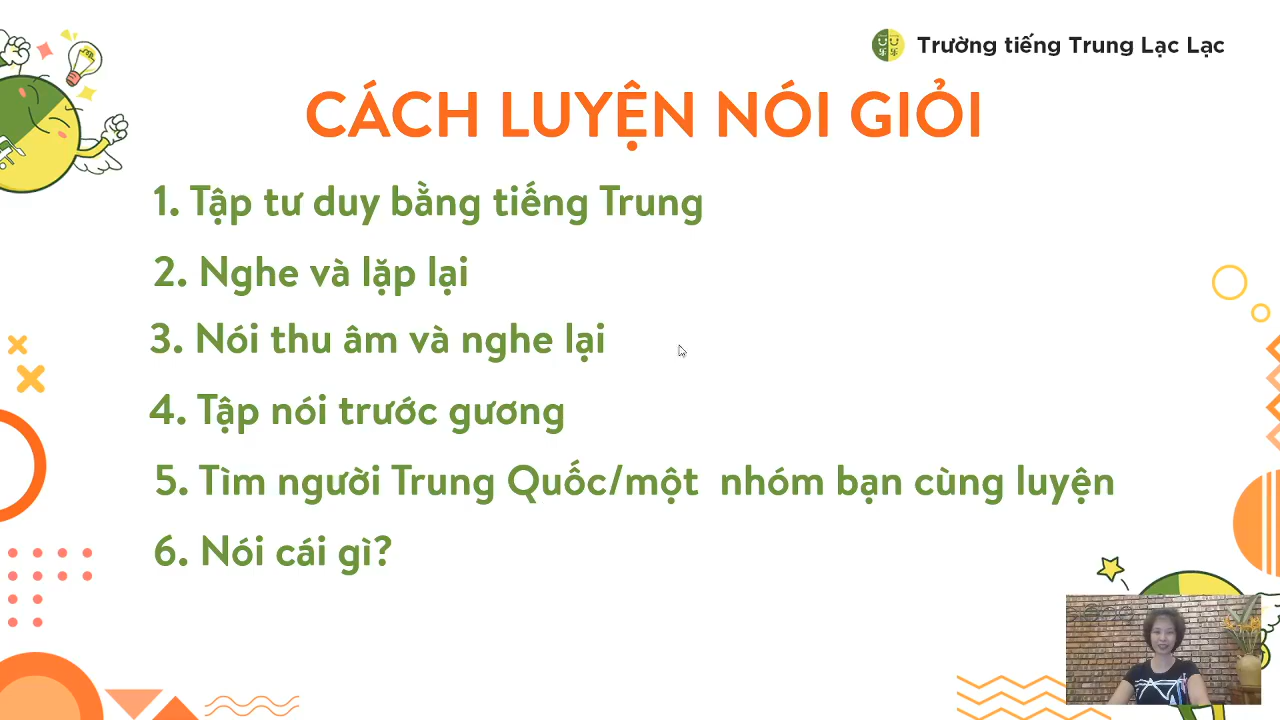 Trường tiếng Trung Lạc Lạc
CÁCH LUYỆN NÓI GIỎI
1. Tập tư duy bằng tiếng Trung
2. Nghe và lặp lại
3. Nói thu âm và nghe lại
4. Tập nói trước gương
5. Tìm người Trung Quốc/một  nhóm bạn cùng luyện
6. Nói cái gì?